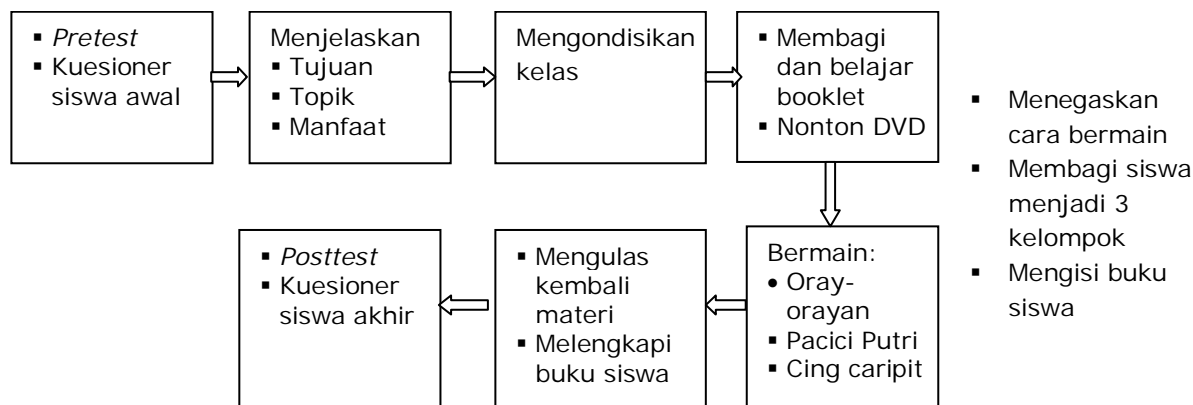 ▪ Pretest
▪ Kuesioner
siswa awal
Menjelaskan
▪ Tujuan
▪ Topik
▪ Manfaat
Mengondisikan
kelas
▪ Membagi
dan belajar
booklet
▪ Nonton DVD
▪ Menegaskan
cara bermain
▪ Membagi siswa
menjadi 3
kelompok
▪ Mengisi buku
siswa
Bermain:
• Oray-
orayan
▪ Pacici Putri
▪ Cing caripit
▪ Mengulas
kembali
materi
▪ Melengkapi
buku siswa
▪ Posttest
▪ Kuesioner
siswa akhir